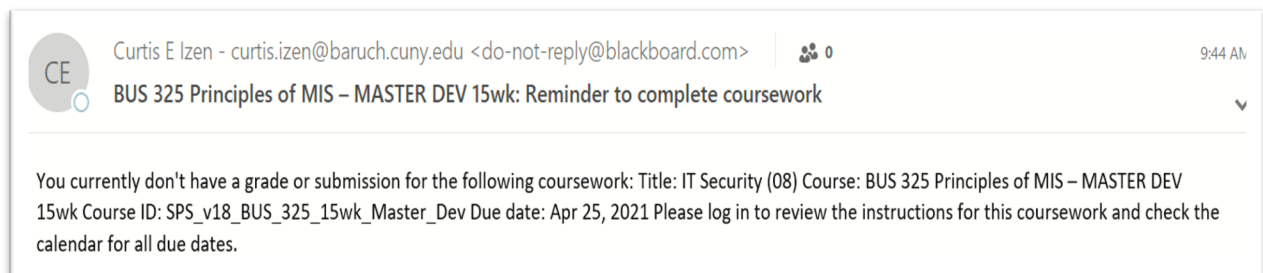 CE
Curtis E Izen - curtis.izen@baruch.cuny.edu <do-not-reply@blackboard.com>
0
9:44 AM
BUS 325 Principles of MIS – MASTER DEV 15wk: Reminder to complete coursework
You currently don't have a grade or submission for the following coursework: Title: IT Security (08) Course: BUS 325 Principles of MIS – MASTER DEV
15wk Course ID: SPS_v18_BUS_325_15wk_Master_Dev Due date: Apr 25, 2021 Please log in to review the instructions for this coursework and check the
calendar for all due dates.